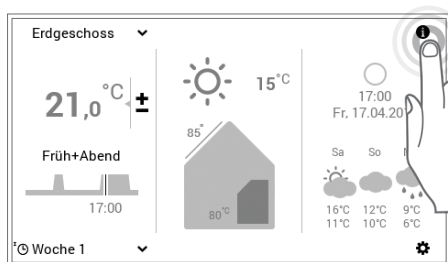 Erdgeschoss
21,0 °C ±
Früh+Abend
17:00
Woche 1
15°C
85°
80 °C
17:00
Fr, 17.04.20
Sa So
16°C 12°C 9°C
11°C 10°C 6°C